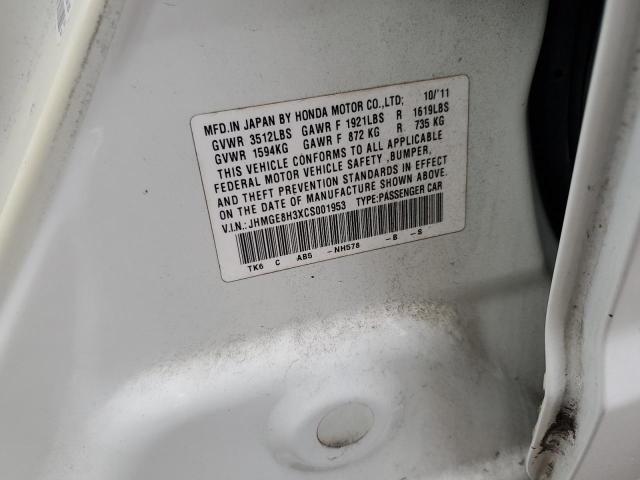 MFD.IN JAPAN BY HONDA MOTOR CO.,LTD; 10/'11
GVWR 3512LBS GAWR F 1921LBS R 1619LBS
GVWR 1594KG GAWR F 872 KG R 735 KG
THIS VEHICLE CONFORMS TO ALL APPLICABLE
FEDERAL MOTOR VEHICLE SAFETY ,BUMPER,
AND THEFT PREVENTION STANDARDS IN EFFECT
ON THE DATE OF MANUFACTURE SHOWN ABOVE.
V.I.N.: JHMGE8H3XCS001953 TYPE:PASSENGER CAR
TK6 C AB5 -NH578 -B -S